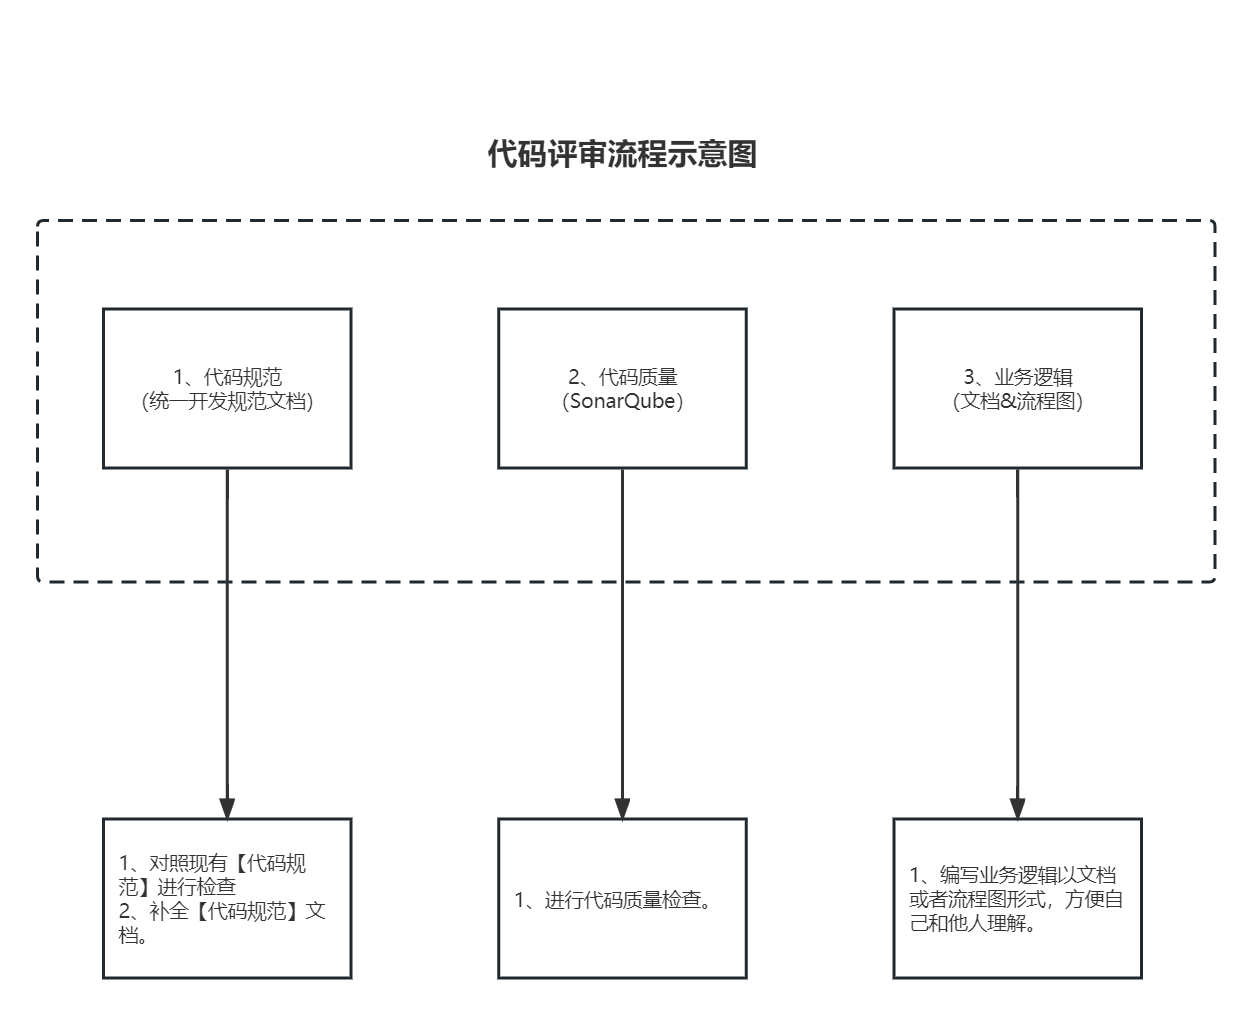 代码评审流程示意图
1、代码规范
（统一开发规范文档）
2、代码质量
（SonarQube）
3、业务逻辑
（文档&流程图）
1、对照现有【代码规
范】进行检查
2、补全【代码规范】文
档。
1、进行代码质量检查。
1、编写业务逻辑以文档
或者流程图形式，方便自
己和他人理解。